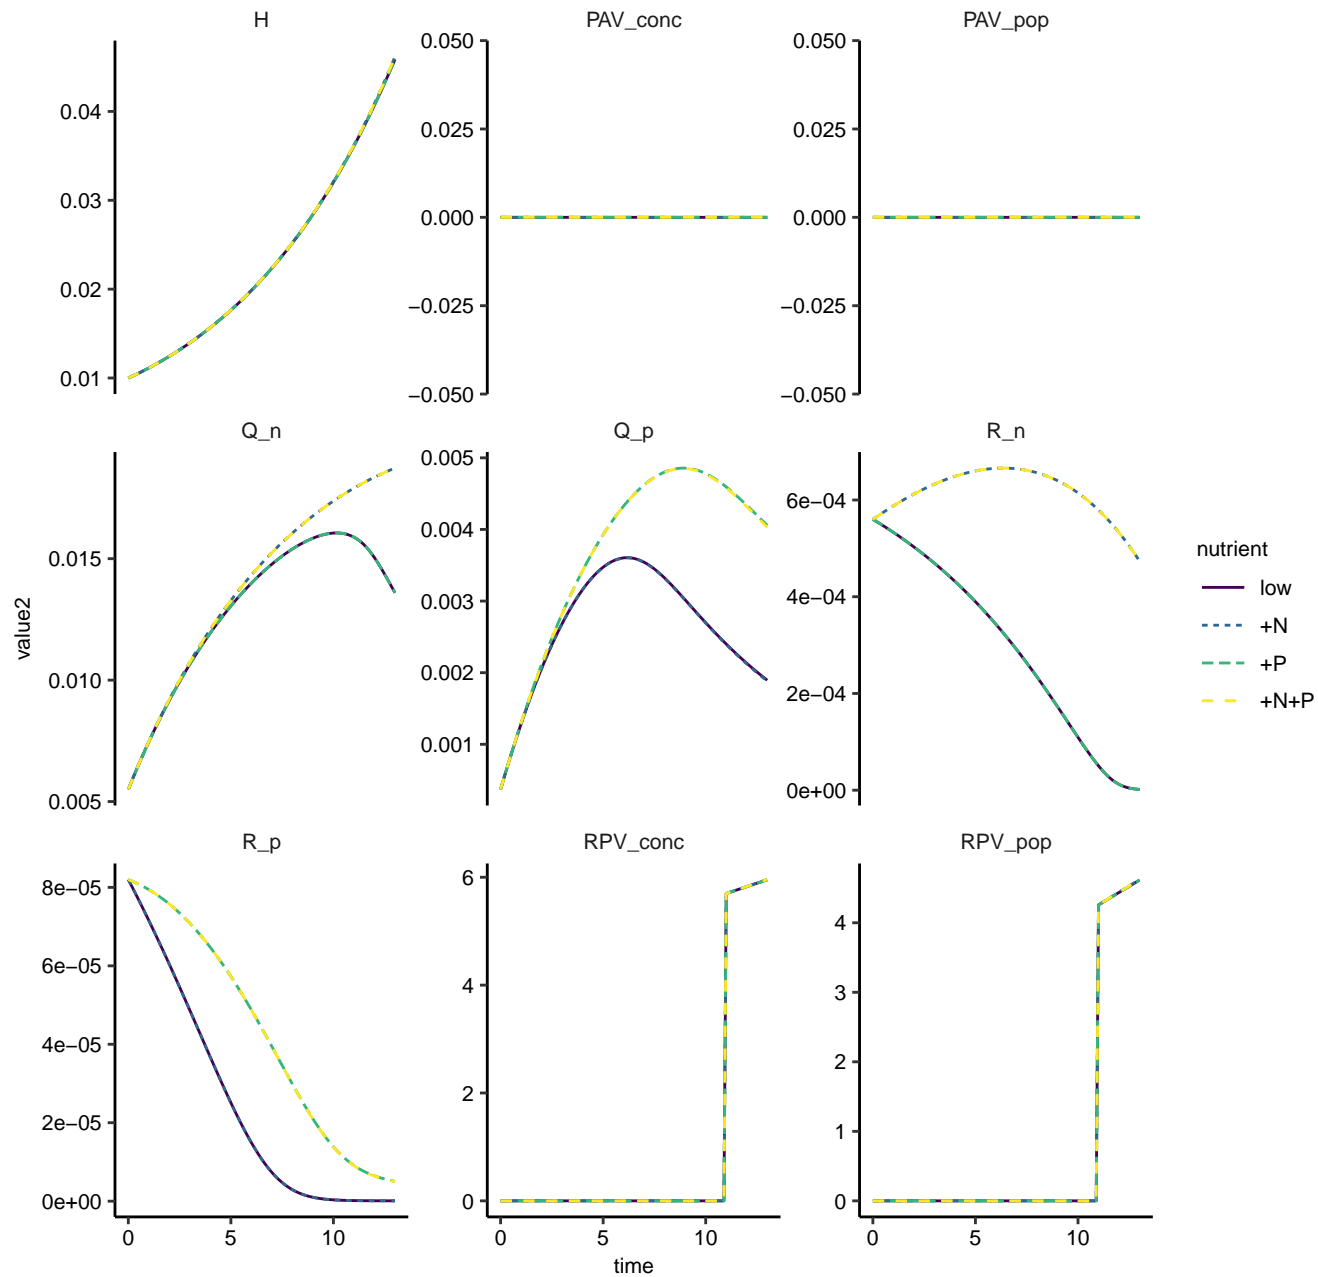 H
PAV_conc
PAV_pop
0.04
0.03
0.02
0.01
0.050
0.025
0.000
−0.025
−0.050
0.050
0.025
0.000
−0.025
−0.050
Q_n
Q_p
R_n
0.015
0.010
0.005
0.005
0.004
0.003
0.002
0.001
6e−04
4e−04
2e−04
0e+00
R_p
RPV_conc
RPV_pop
8e−05
6e−05
4e−05
2e−05
0e+00
6
4
2
0
4
3
2
1
0
0 5 10
0 5 10
0 5 10
time
value2
nutrient
low
+N
+P
+N+P